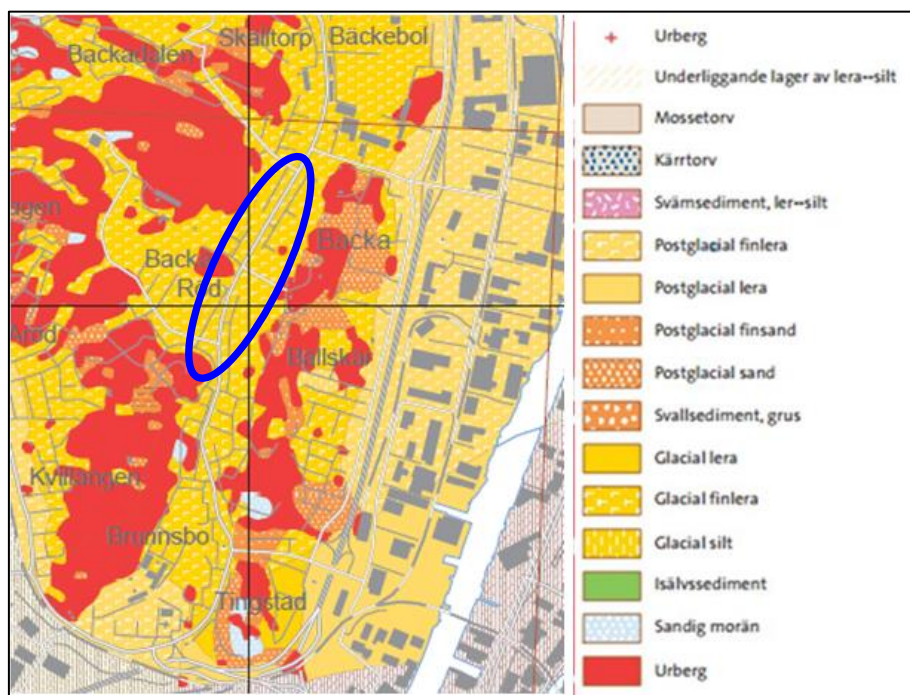 Skälltorp
Bäckebol
Backadalen
Backa
Backa
Röd
Bällskär
Kvillängen
Brunnsbo
Tingstad
Urberg
Underliggande lager av lera--silt
Mossetorv
Kärrtorv
Svämsediment, ler--silt
Postglacial finlera
Postglacial lera
Postglacial finsand
Postglacial sand
Svallsediment, grus
Glacial lera
Glacial finlera
Glacial silt
Isälvssediment
Sandig morän
Urberg